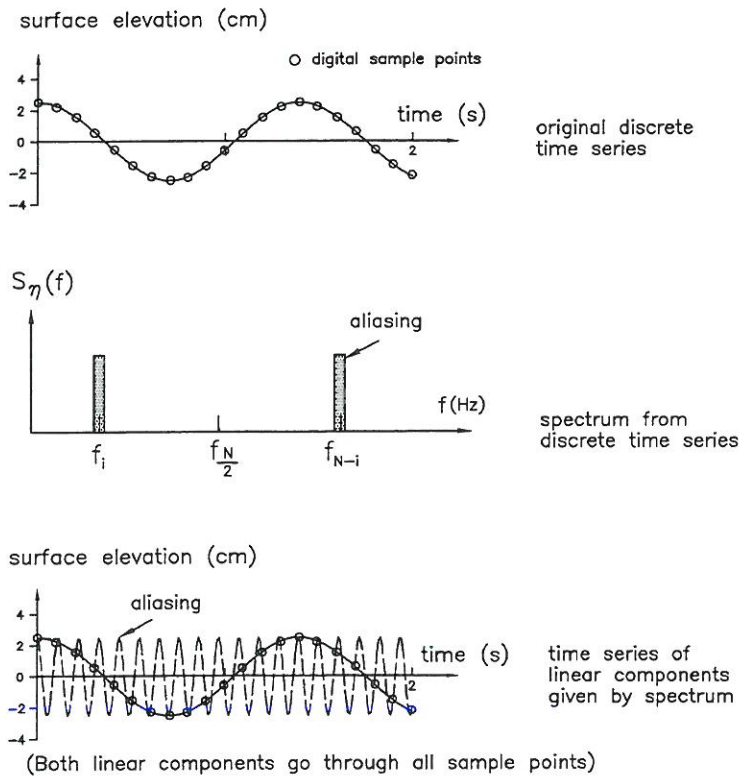 surface elevation (cm)
digital sample points
4
2
0
-2
-4
time (s)
1
2
original discrete
time series
Sη(f)
aliasing
f(Hz)
fi
fN/2
fN-i
spectrum from
discrete time series
surface elevation (cm)
aliasing
4
2
0
-2
-4
time (s)
1
2
time series of
linear components
given by spectrum
(Both linear components go through all sample points)